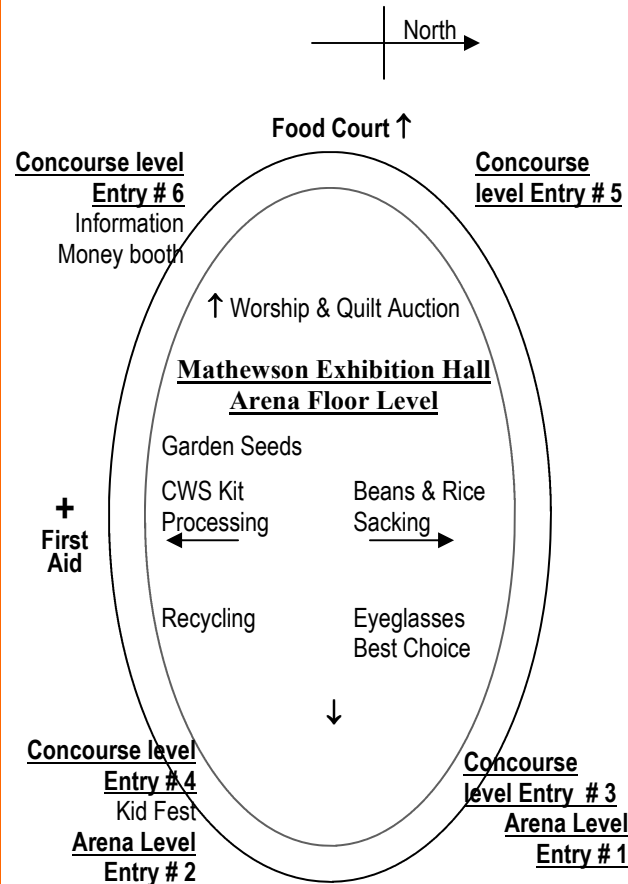 North
Food Court ↑
Concourse level
Entry # 6
Information
Money booth
Concourse
level Entry # 5
↑ Worship & Quilt Auction
Mathewson Exhibition Hall
Arena Floor Level
Garden Seeds
CWS Kit
Processing
Beans & Rice
Sacking
+
First
Aid
Recycling
Eyeglasses
Best Choice
↓
Concourse level
Entry # 4
Kid Fest
Arena Level
Entry # 2
Concourse
level Entry # 3
Arena Level
Entry # 1